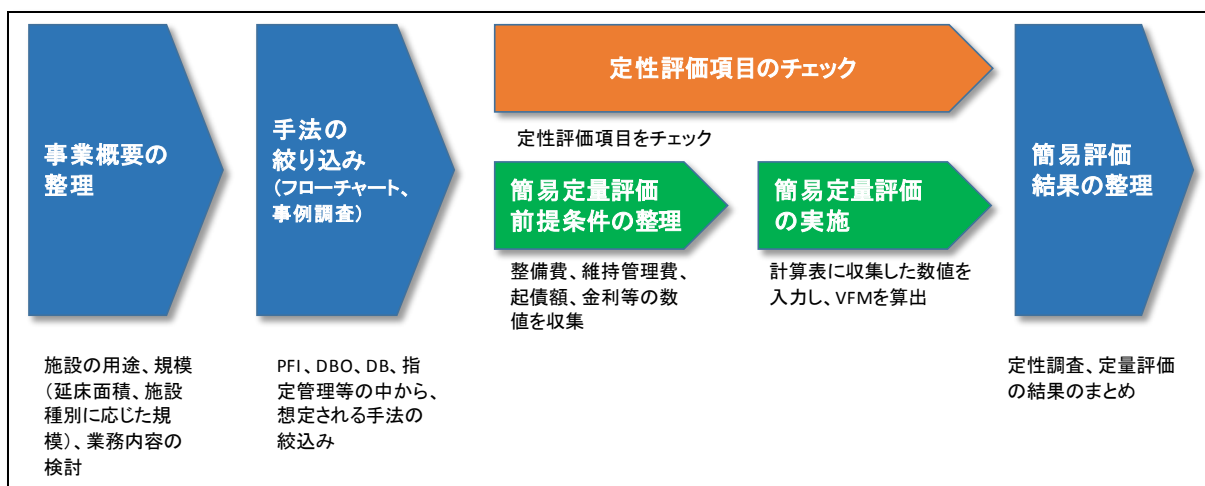 事業概要の
整理
施設の用途、規模
（延床面積、施設
種別に応じた規
模）、業務内容の
検討
手法の
絞り込み
（フローチャート、
事例調査）
PFI、DBO、DB、指
定管理等の中から、
想定される手法の
絞込み
定性評価項目のチェック
定性評価項目をチェック
簡易定量評価
前提条件の整理
整備費、維持管理費、
起債額、金利等の数
値を収集
簡易定量評価
の実施
計算表に収集した数値を
入力し、VFMを算出
簡易評価
結果の整理
定性調査、定量評価
の結果のまとめ